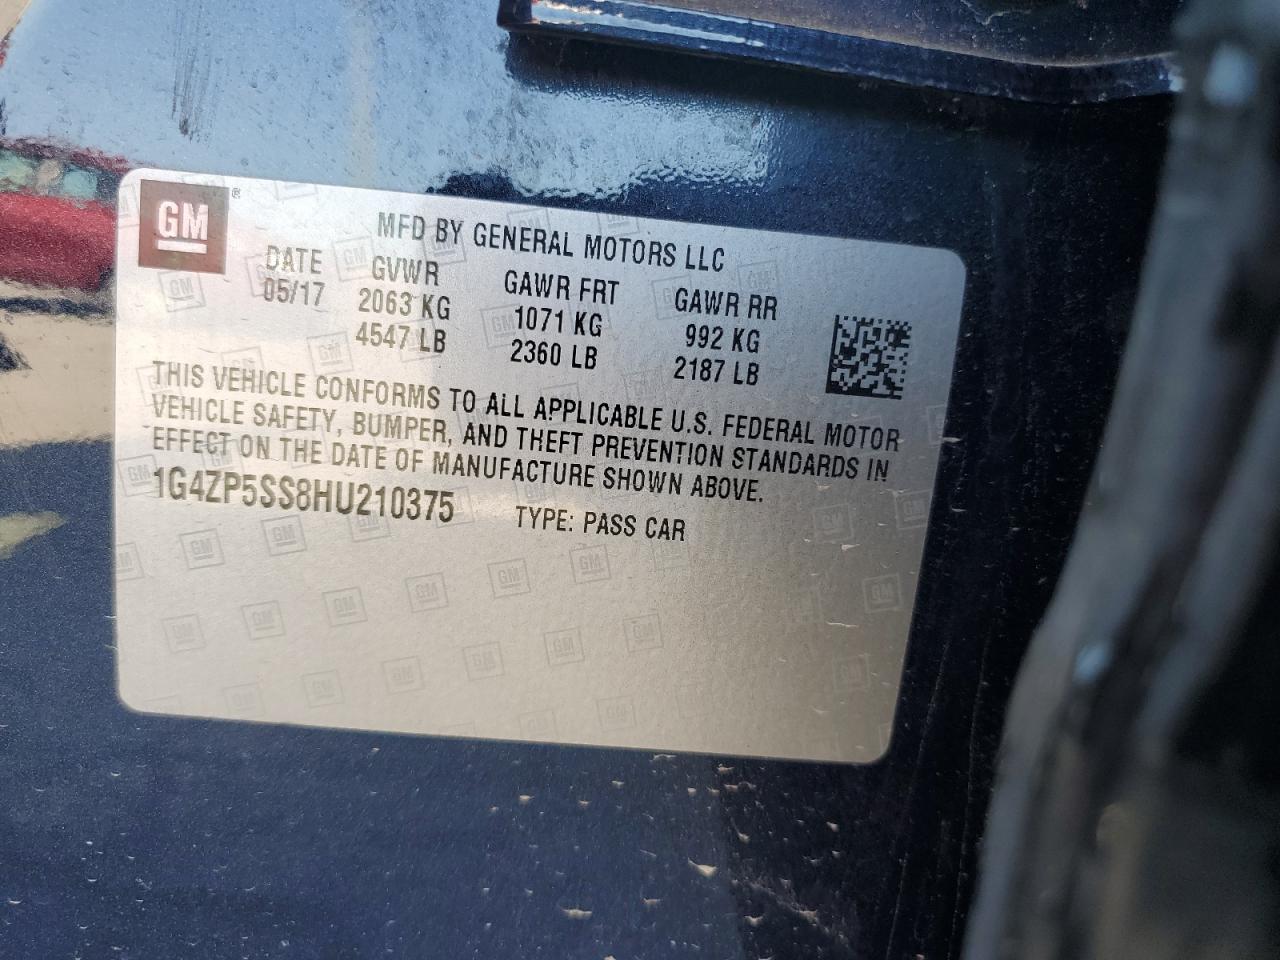 GM ®
MFD BY GENERAL MOTORS LLC
DATE GVWR GAWR FRT GAWR RR
05/17 2063 KG 1071 KG 992 KG
4547 LB 2360 LB 2187 LB
THIS VEHICLE CONFORMS TO ALL APPLICABLE U.S. FEDERAL MOTOR
VEHICLE SAFETY, BUMPER, AND THEFT PREVENTION STANDARDS IN
EFFECT ON THE DATE OF MANUFACTURE SHOWN ABOVE.
1G4ZP5SS8HU210375 TYPE: PASS CAR